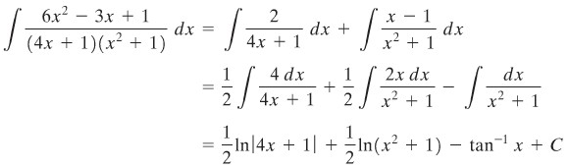 ∫ (6x² − 3x + 1)/((4x + 1)(x² + 1)) dx = ∫ 2/(4x + 1) dx + ∫ (x − 1)/(x² + 1) dx
= 1/2 ∫ (4 dx)/(4x + 1) + 1/2 ∫ (2x dx)/(x² + 1) − ∫ dx/(x² + 1)
= 1/2 ln|4x + 1| + 1/2 ln(x² + 1) − tan⁻¹ x + C